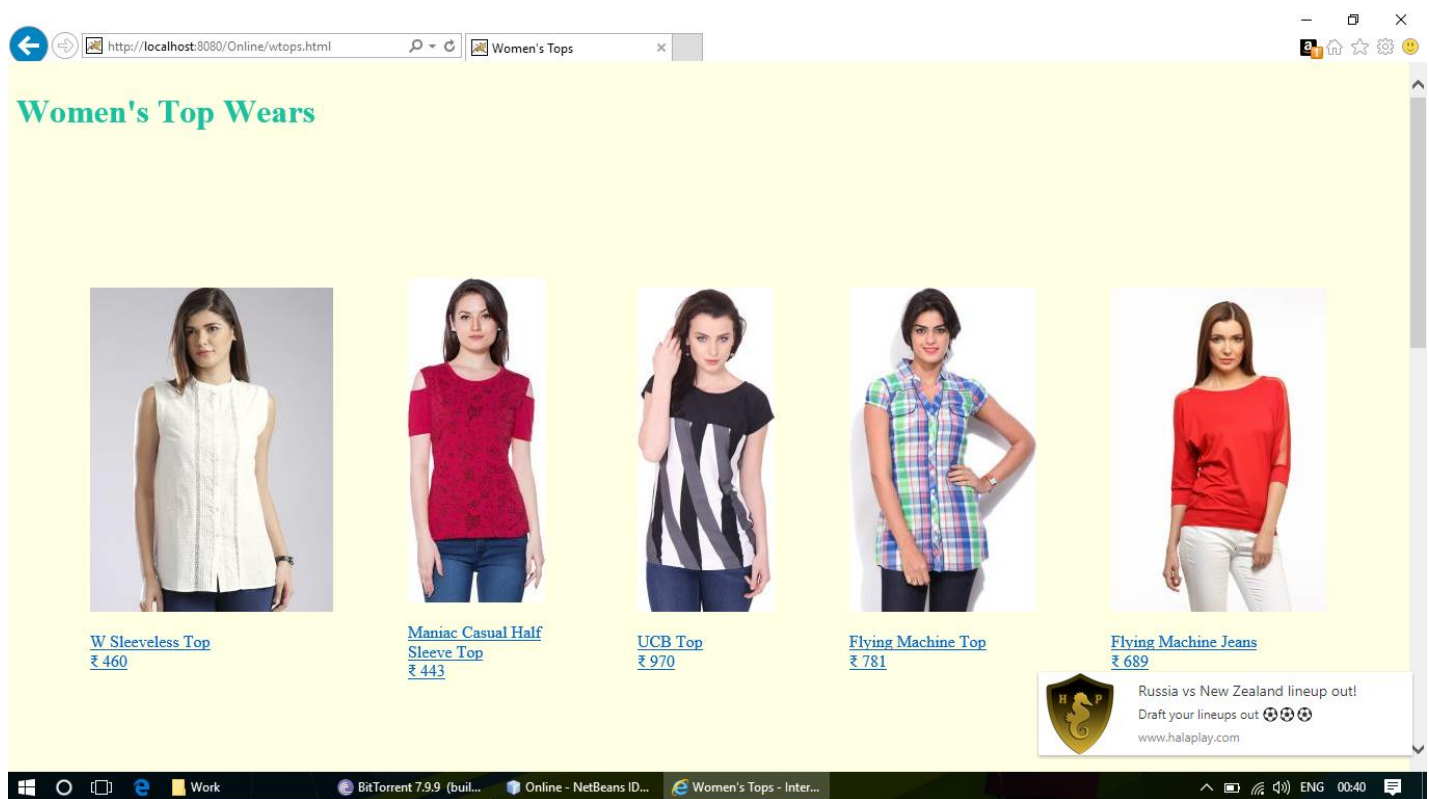 http://localhost:8080/Online/wtops.html
Women's Tops
a
1
Women's Top Wears
W Sleeveless Top
₹ 460
Maniac Casual Half
Sleeve Top
₹ 443
UCB Top
₹ 970
Flying Machine Top
₹ 781
Flying Machine Jeans
₹ 689
H P
Russia vs New Zealand lineup out!
Draft your lineups out ⚽⚽⚽
www.halaplay.com
Work
BitTorrent 7.9.9 (buil...
Online - NetBeans ID...
Women's Tops - Inter...
ENG
00:40